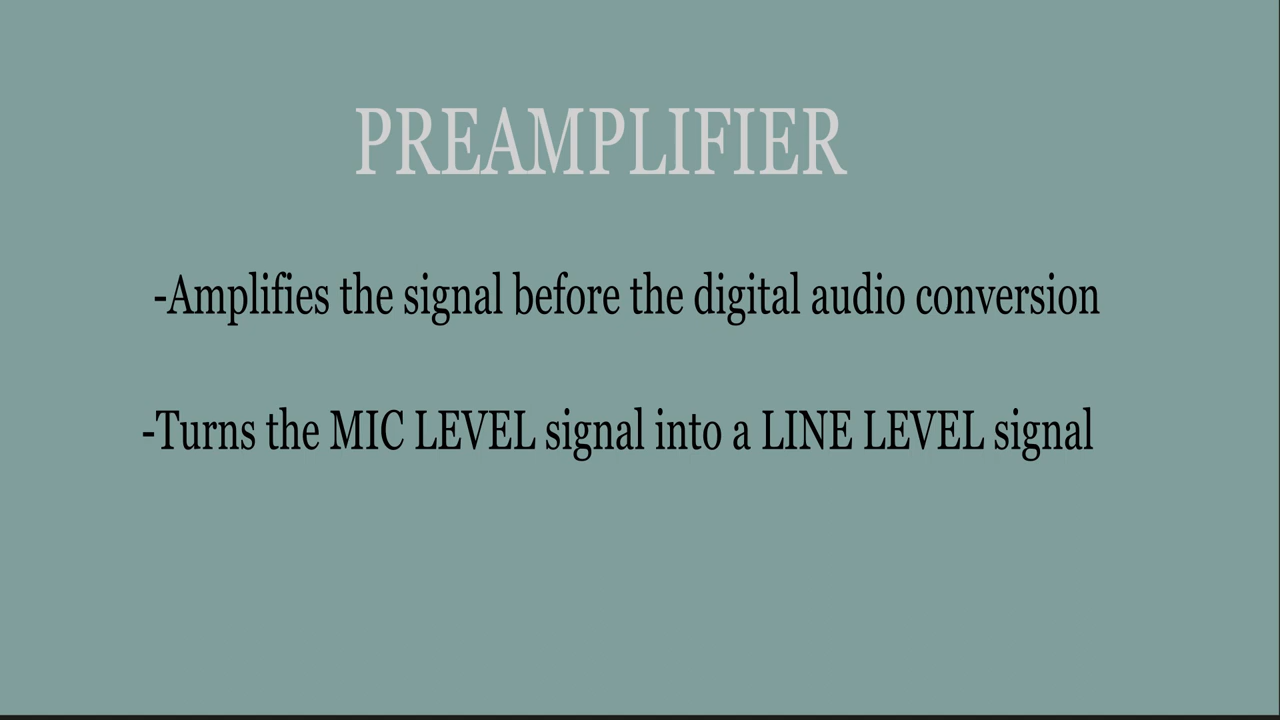 PREAMPLIFIER
-Amplifies the signal before the digital audio conversion
-Turns the MIC LEVEL signal into a LINE LEVEL signal